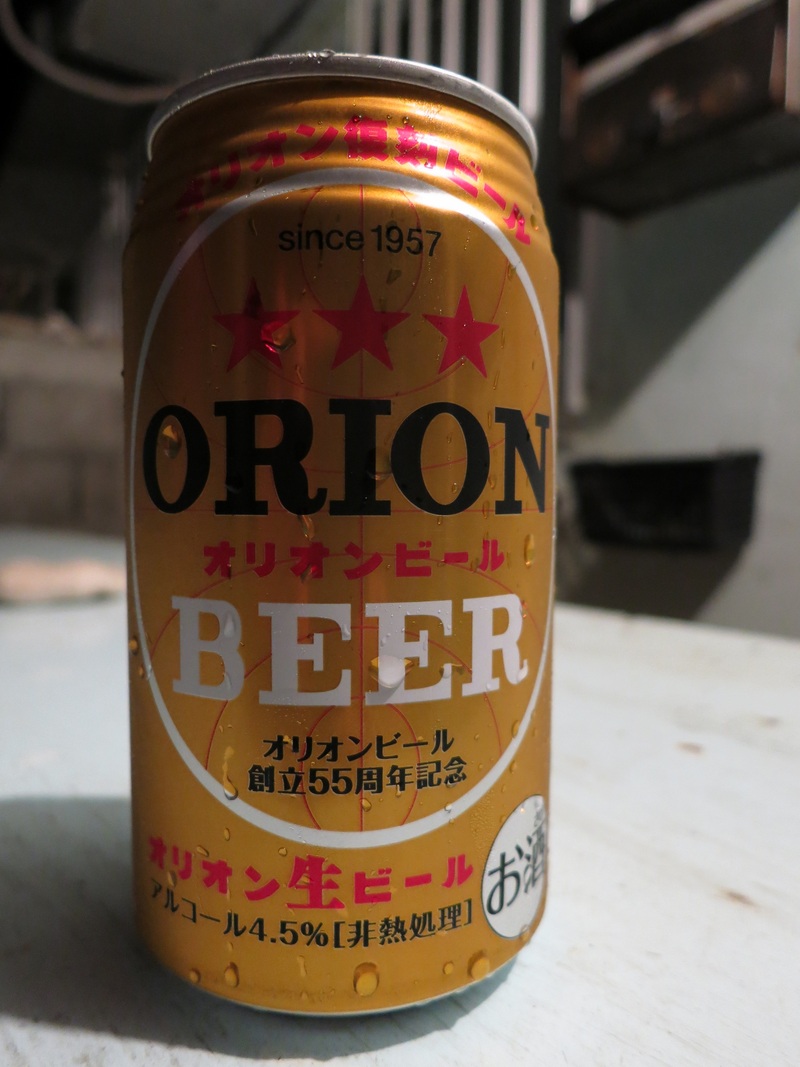 オリオン復刻ビール
since 1957
ORION
オリオンビール
BEER
オリオンビール
創立55周年記念
オリオン生ビール
アルコール4.5%[非熱処理]
お酒